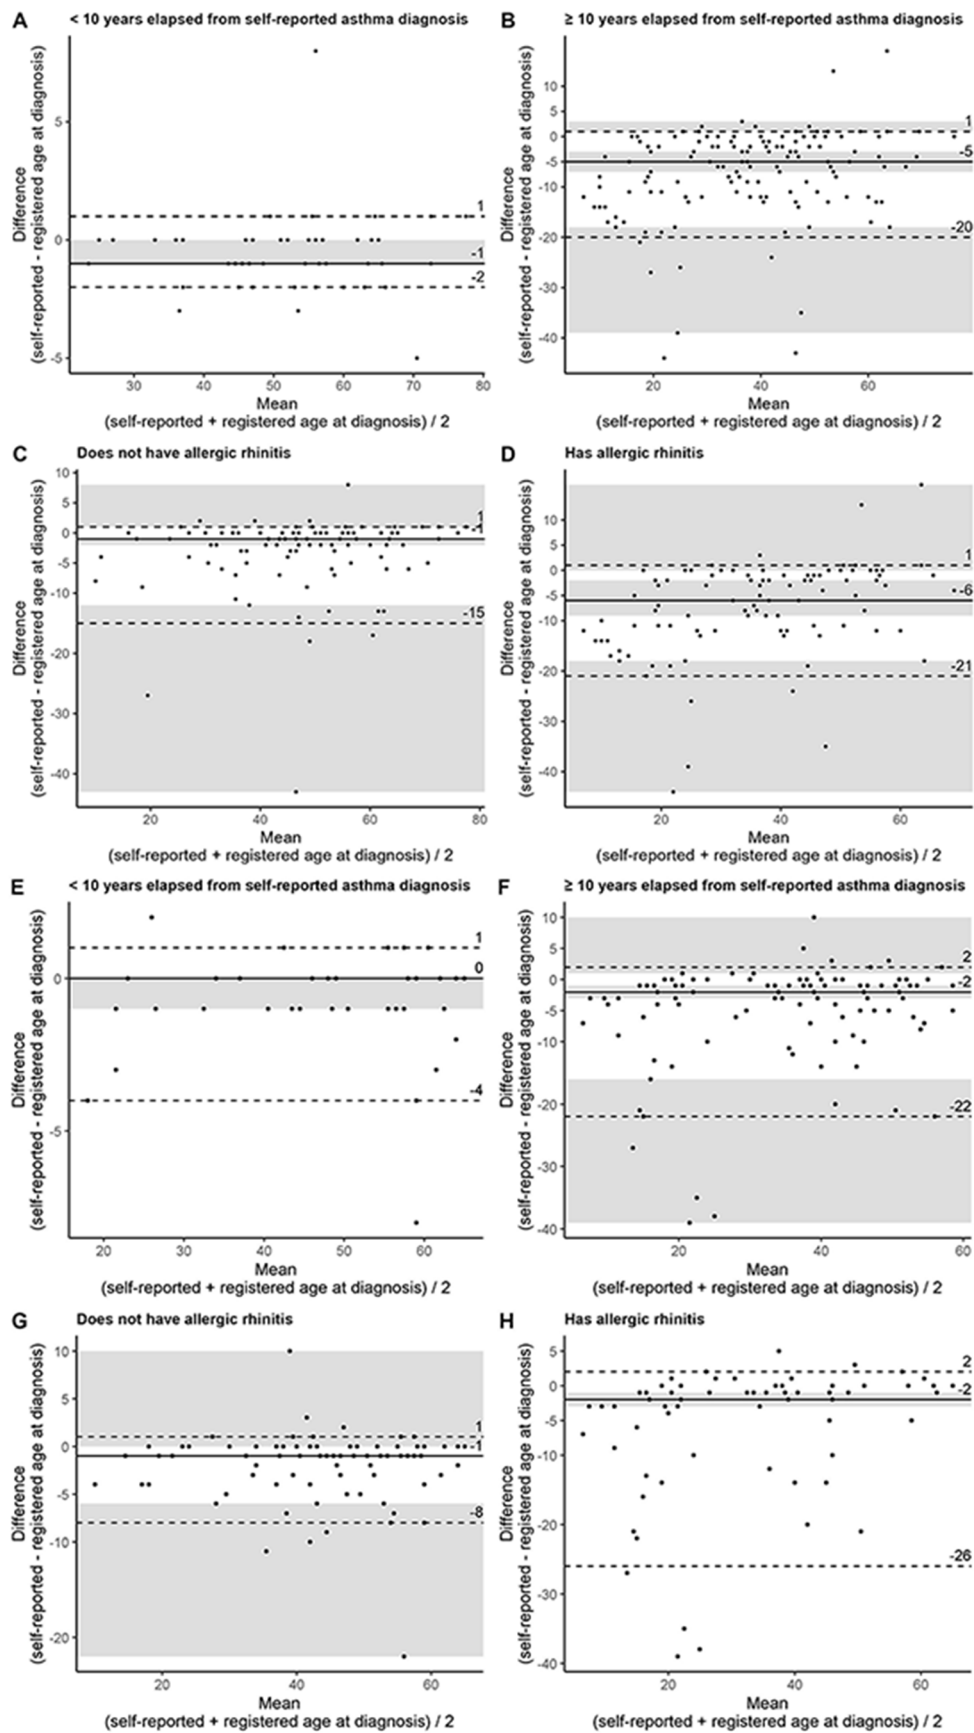 A < 10 years elapsed from self-reported asthma diagnosis
Difference
(self-reported - registered age at diagnosis)
5
0
-5
1
-1
-2
30 40 50 60 70 80
Mean
(self-reported + registered age at diagnosis) / 2
B ≥ 10 years elapsed from self-reported asthma diagnosis
Difference
(self-reported - registered age at diagnosis)
10
5
0
-5
-10
-20
-30
-40
1
-5
-20
20 40 60
Mean
(self-reported + registered age at diagnosis) / 2
C Does not have allergic rhinitis
Difference
(self-reported - registered age at diagnosis)
10
5
0
-5
-10
-20
-30
-40
1
-1
-15
20 40 60 80
Mean
(self-reported + registered age at diagnosis) / 2
D Has allergic rhinitis
Difference
(self-reported - registered age at diagnosis)
10
5
0
-5
-10
-20
-30
-40
1
-6
-21
20 40 60
Mean
(self-reported + registered age at diagnosis) / 2
E < 10 years elapsed from self-reported asthma diagnosis
Difference
(self-reported - registered age at diagnosis)
0
-5
1
0
-4
20 30 40 50 60
Mean
(self-reported + registered age at diagnosis) / 2
F ≥ 10 years elapsed from self-reported asthma diagnosis
Difference
(self-reported - registered age at diagnosis)
10
5
0
-5
-10
-20
-30
-40
2
-2
-22
20 40 60
Mean
(self-reported + registered age at diagnosis) / 2
G Does not have allergic rhinitis
Difference
(self-reported - registered age at diagnosis)
10
5
0
-5
-10
-20
1
-1
-8
20 40 60
Mean
(self-reported + registered age at diagnosis) / 2
H Has allergic rhinitis
Difference
(self-reported - registered age at diagnosis)
5
0
-5
-10
-20
-30
-40
2
-2
-26
20 40 60
Mean
(self-reported + registered age at diagnosis) / 2